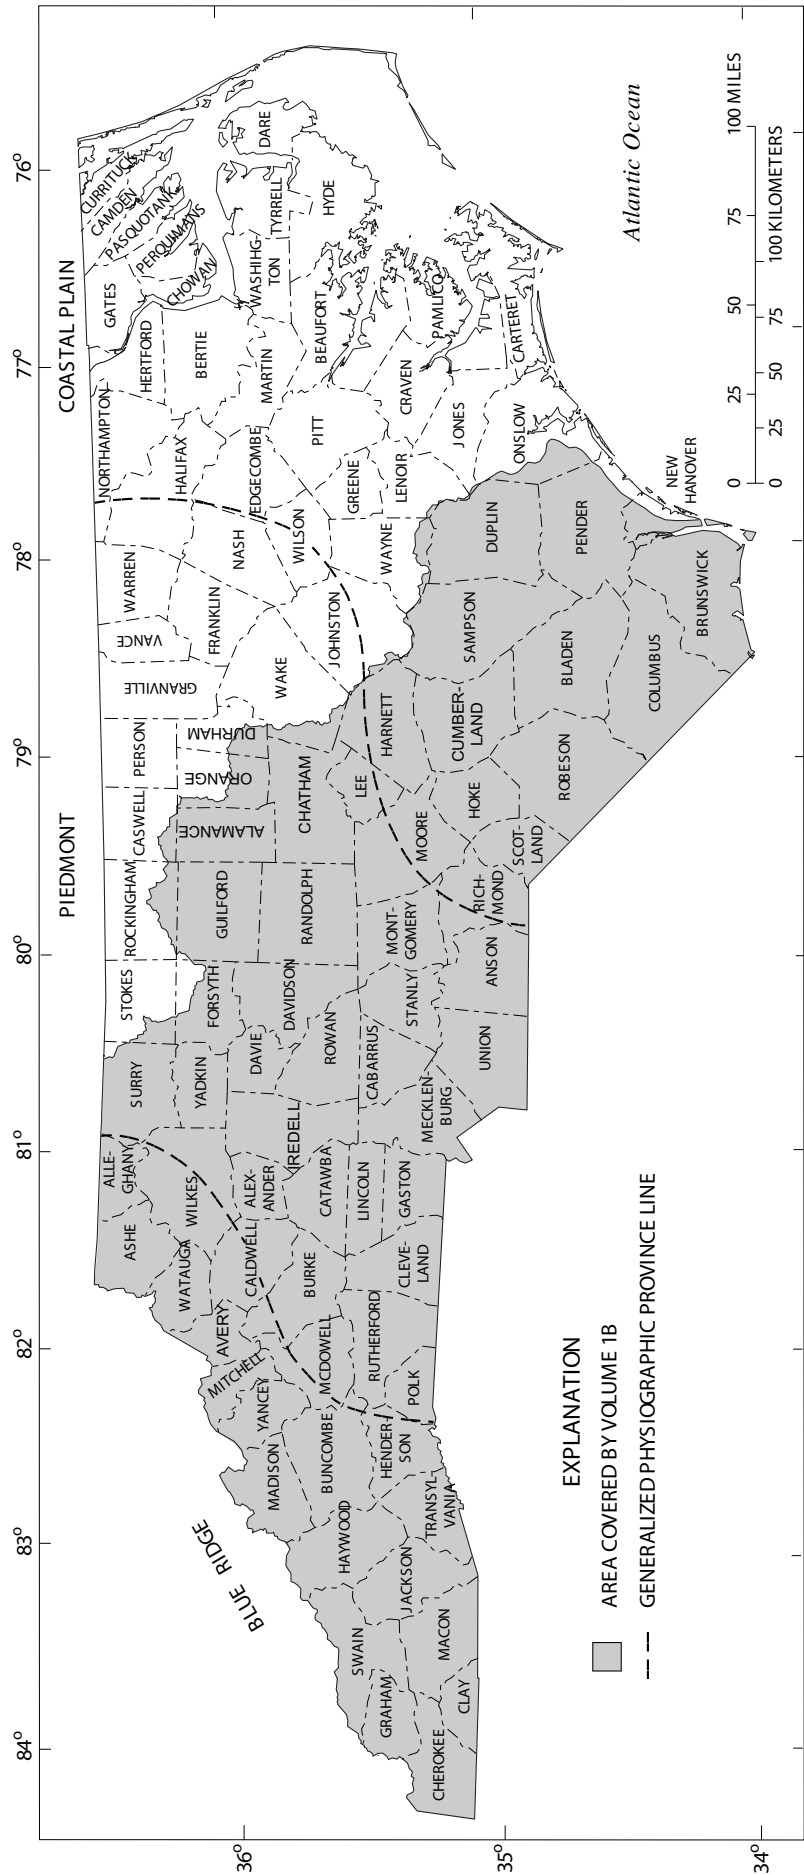 84° 83° 82° 81° 80° 79° 78° 77° 76°
36°
35°
34°
BLUE RIDGE
PIEDMONT
COASTAL PLAIN
ASHE
ALLE-
GHANY
SURRY
STOKES
ROCKINGHAM
CASWELL
PERSON
GRANVILLE
VANCE
WARREN
NORTHAMPTON
GATES
HERTFORD
CURRITUCK
CAMDEN
PASQUOTANK
PERQUIMANS
CHOWAN
WATAUGA
WILKES
YADKIN
FORSYTH
GUILFORD
ALAMANCE
ORANGE
DURHAM
FRANKLIN
HALIFAX
BERTIE
MITCHELL
AVERY
CALDWELL
ALEX-
ANDER
IREDELL
DAVIE
DAVIDSON
RANDOLPH
CHATHAM
WAKE
NASH
EDGECOMBE
MARTIN
WASHIHG-
TON
TYRRELL
DARE
MADISON
YANCEY
MCDOWELL
BURKE
CATAWBA
ROWAN
WILSON
PITT
BEAUFORT
HYDE
JOHNSTON
GREENE
SWAIN
HAYWOOD
BUNCOMBE
RUTHERFORD
LINCOLN
CABARRUS
LEE
GRAHAM
HENDER-
SON
POLK
CLEVE-
LAND
GASTON
STANLY
MONT-
GOMERY
MOORE
HARNETT
WAYNE
LENOIR
CRAVEN
PAMLICO
CHEROKEE
CLAY
MACON
JACKSON
TRANSYL-
VANIA
MECKLEN-
BURG
UNION
ANSON
RICH-
MOND
SCOT-
LAND
HOKE
CUMBER-
LAND
SAMPSON
DUPLIN
JONES
ONSLOW
CARTERET
ROBESON
BLADEN
PENDER
COLUMBUS
BRUNSWICK
NEW
HANOVER
Atlantic Ocean
EXPLANATION
AREA COVERED BY VOLUME 1B
GENERALIZED PHYSIOGRAPHIC PROVINCE LINE
0 25 50 75 100 MILES
0 25 50 75 100 KILOMETERS